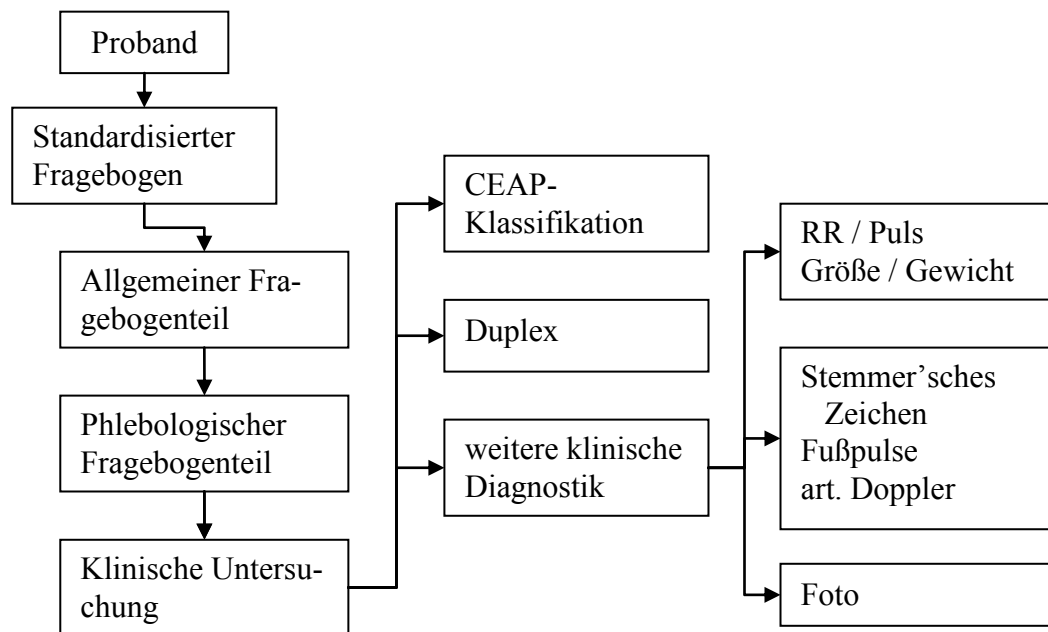 Proband
Standardisierter
Fragebogen
Allgemeiner Fra-
gebogenteil
Phlebologischer
Fragebogenteil
Klinische Untersu-
chung
CEAP-
Klassifikation
Duplex
weitere klinische
Diagnostik
RR / Puls
Größe / Gewicht
Stemmer’sches
Zeichen
Fußpulse
art. Doppler
Foto